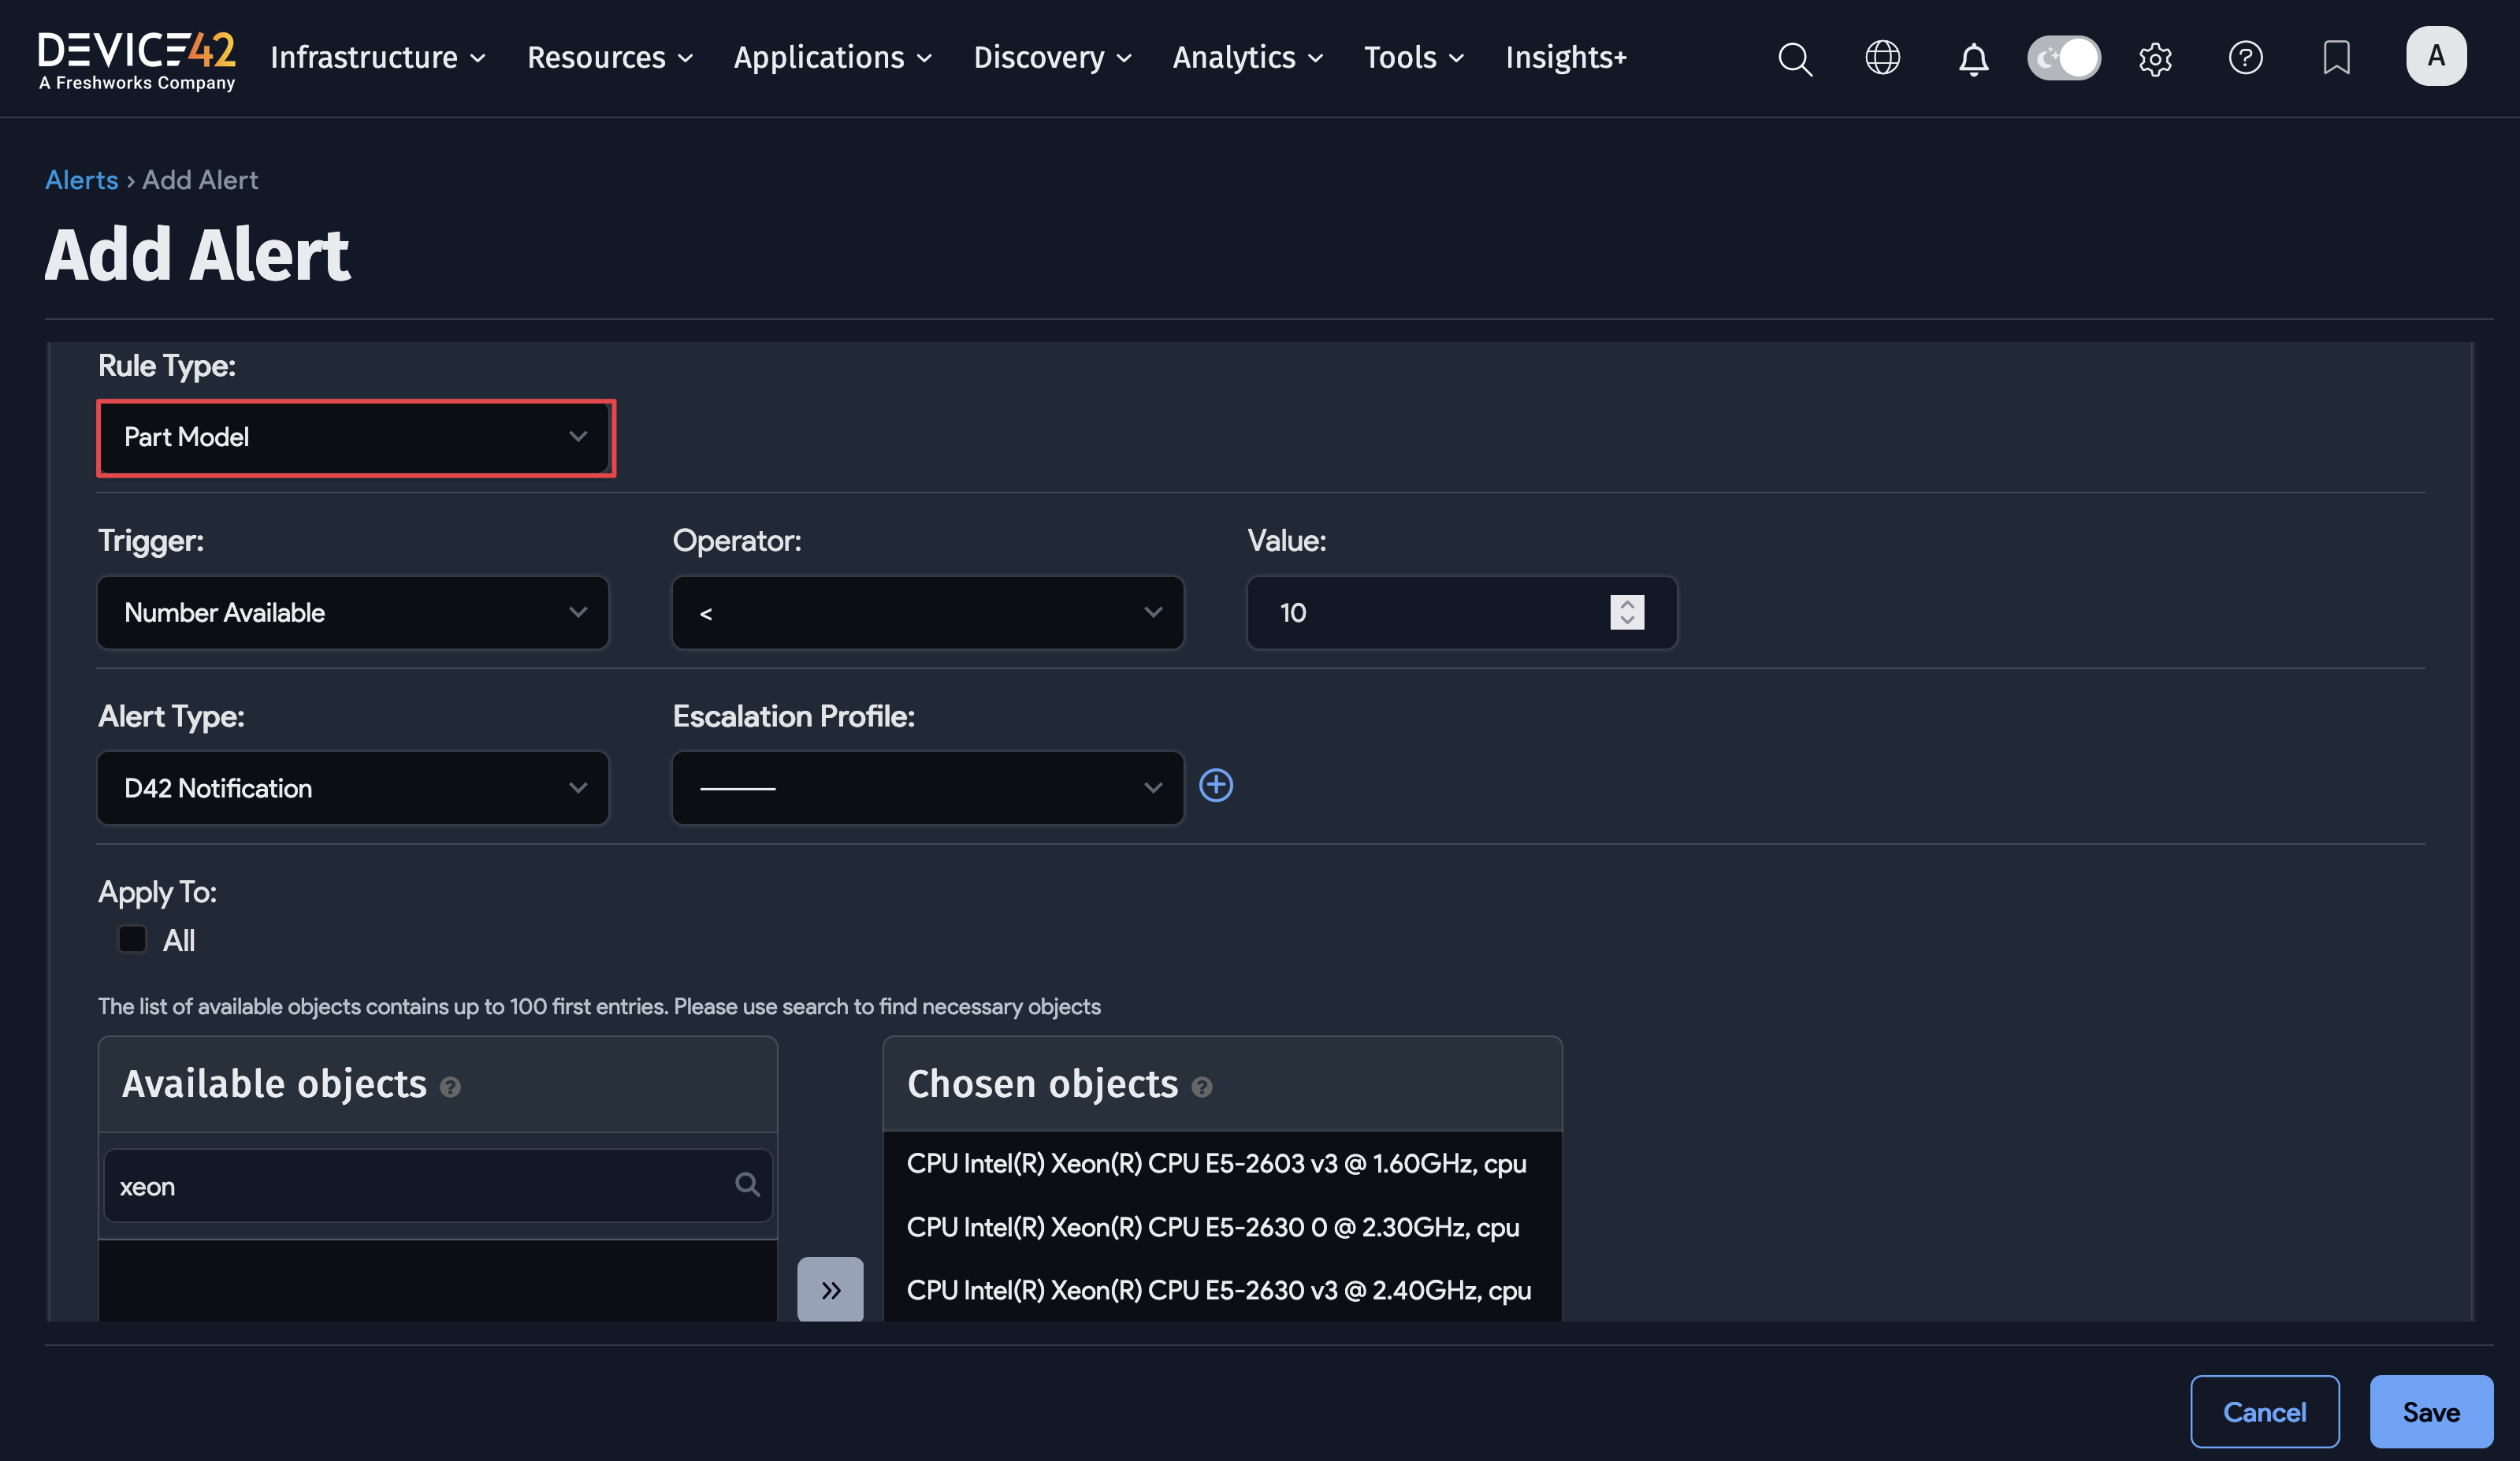 DEVICE42
A Freshworks Company
Infrastructure Resources Applications Discovery Analytics Tools Insights+ A
Alerts › Add Alert
Add Alert
Rule Type:
Part Model
Trigger: Operator: Value:
Number Available < 10
Alert Type: Escalation Profile:
D42 Notification
Apply To:
All
The list of available objects contains up to 100 first entries. Please use search to find necessary objects
Available objects ?
xeon
»
Chosen objects ?
CPU Intel(R) Xeon(R) CPU E5-2603 v3 @ 1.60GHz, cpu
CPU Intel(R) Xeon(R) CPU E5-2630 0 @ 2.30GHz, cpu
CPU Intel(R) Xeon(R) CPU E5-2630 v3 @ 2.40GHz, cpu
Cancel Save